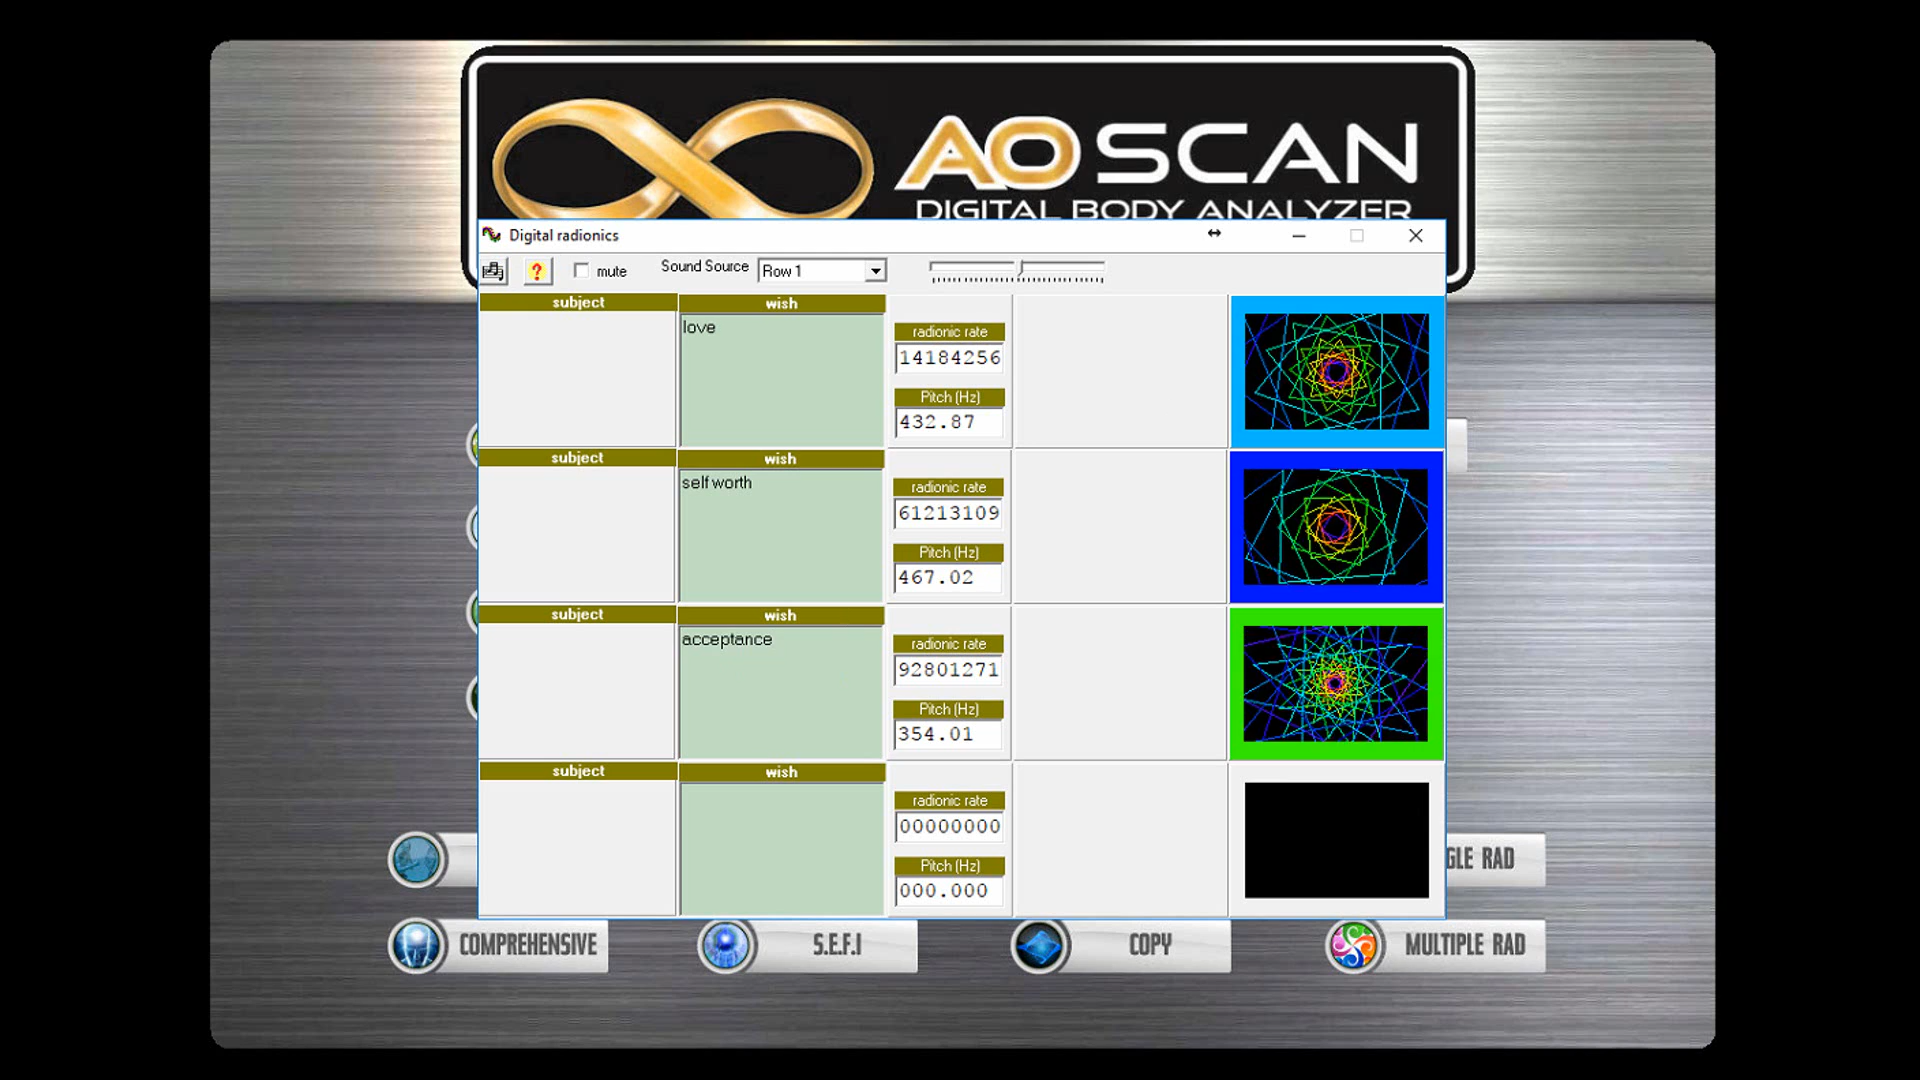 AO SCAN
DIGITAL BODY ANALYZER
Digital radionics
? mute Sound Source Row 1
subject wish
love
radionic rate
14184256
Pitch (Hz)
432.87
subject wish
self worth
radionic rate
61213109
Pitch (Hz)
467.02
subject wish
acceptance
radionic rate
92801271
Pitch (Hz)
354.01
subject wish
radionic rate
00000000
Pitch (Hz)
000.000
GLE RAD
COMPREHENSIVE S.E.F.I COPY MULTIPLE RAD